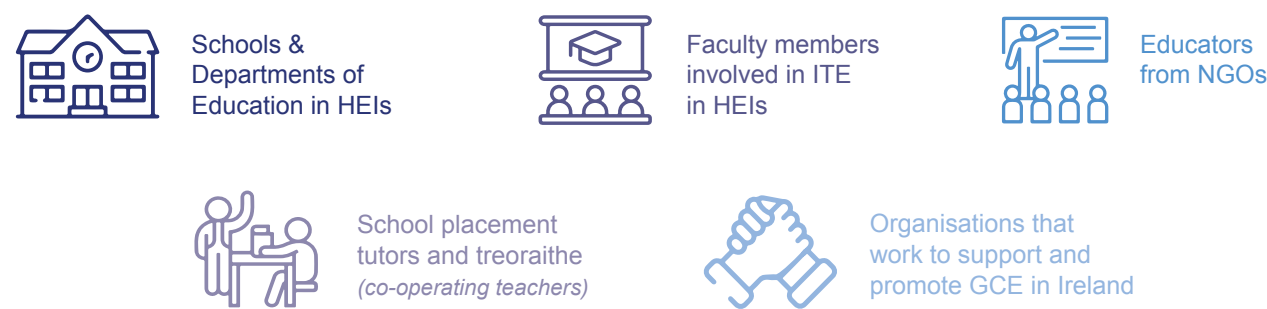 Schools &
Departments of
Education in HEIs
Faculty members
involved in ITE
in HEIs
Educators
from NGOs
School placement
tutors and treoraithe
(co-operating teachers)
Organisations that
work to support and
promote GCE in Ireland